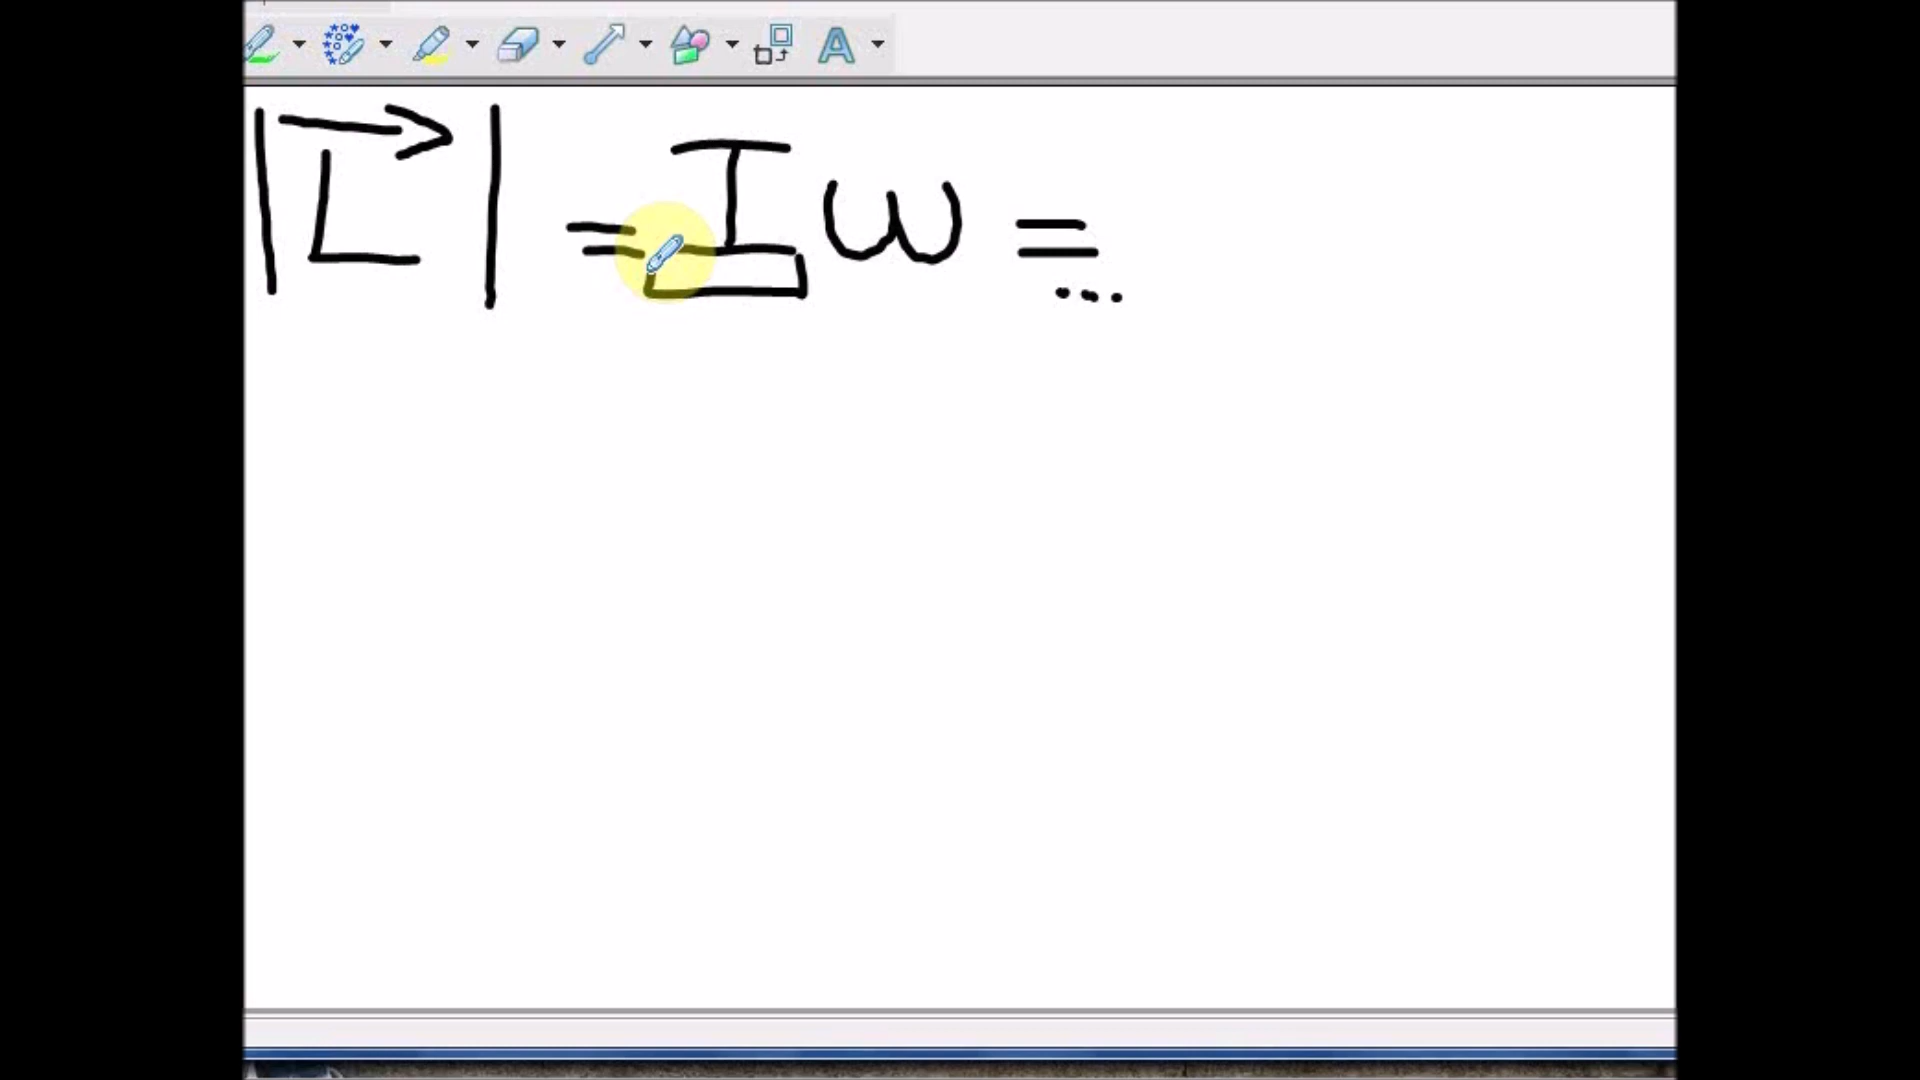 |L⃗| = Iω = ...